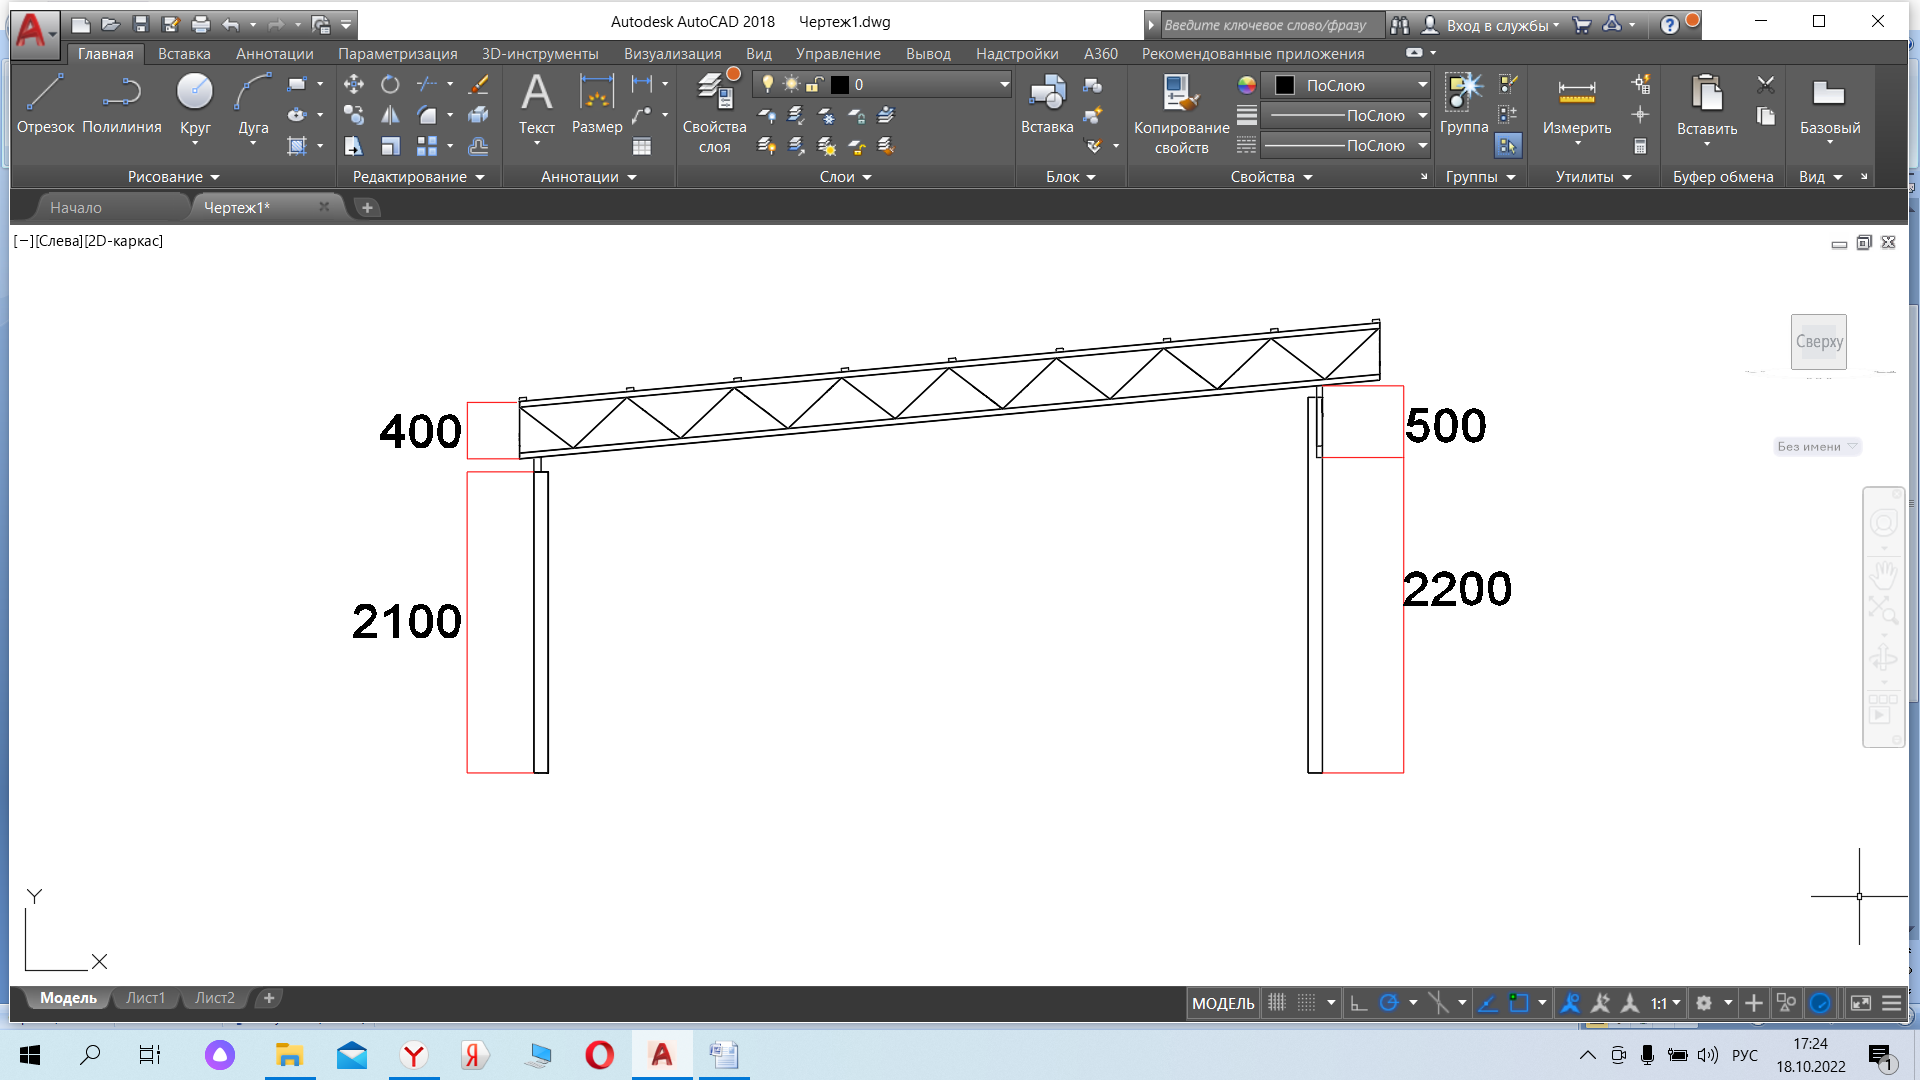 Autodesk AutoCAD 2018 Чертеж1.dwg
Введите ключевое слово/фразу
Вход в службы
Главная Вставка Аннотации Параметризация 3D-инструменты Визуализация Вид Управление Вывод Надстройки A360 Рекомендованные приложения
Отрезок Полилиния Круг Дуга
Текст Размер
Свойства слоя
0
Вставка
Копирование свойств
ПоСлою
ПоСлою
ПоСлою
Группа
Измерить
Вставить
Базовый
Рисование Редактирование Аннотации Слои Блок Свойства Группы Утилиты Буфер обмена Вид
Начало Чертеж1*
[−][Слева][2D-каркас]
Сверху
400
500
Без имени
2200
2100
Y
X
Модель Лист1 Лист2
МОДЕЛЬ
1:1
РУС
17:24
18.10.2022
1